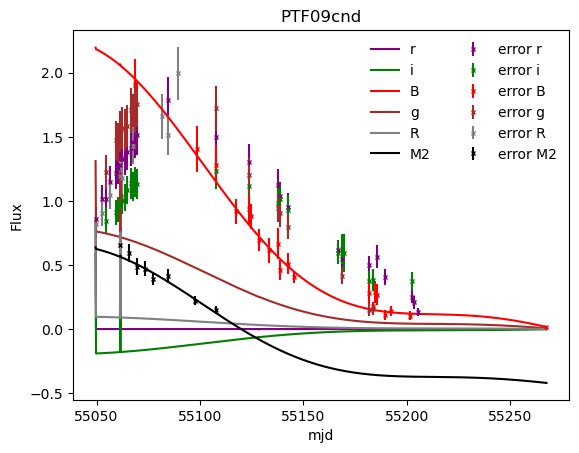 PTF09cnd
r
i
B
g
R
M2
error r
error i
error B
error g
error R
error M2
Flux
2.0
1.5
1.0
0.5
0.0
−0.5
55050
55100
55150
55200
55250
mjd